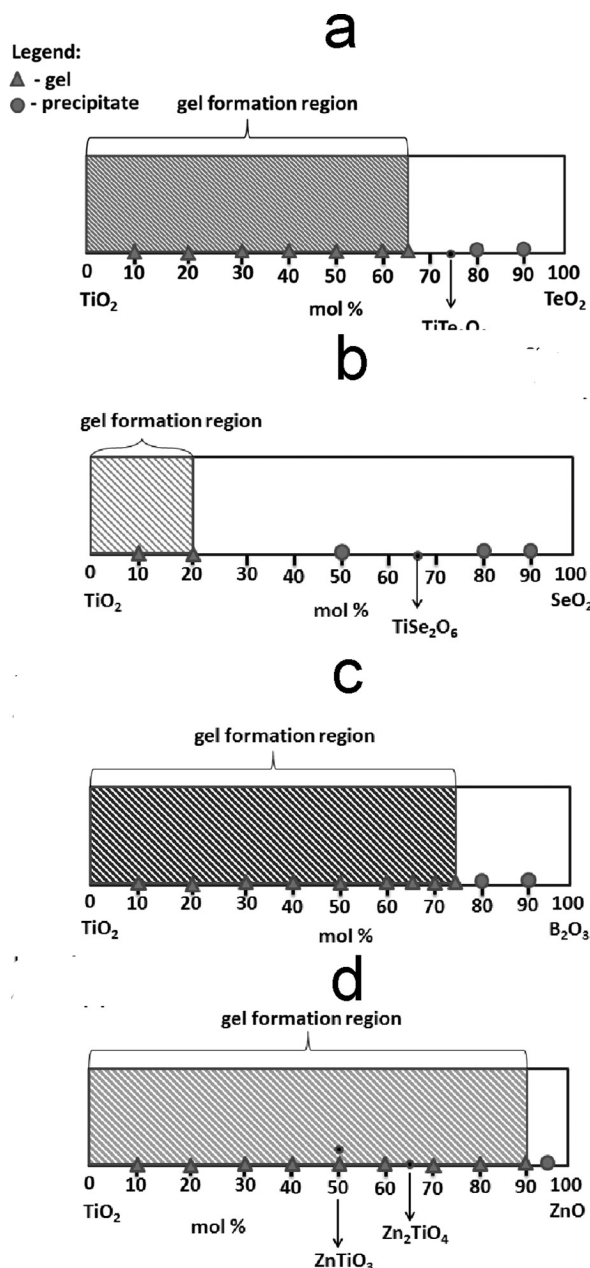 a
Legend:
- gel
- precipitate
gel formation region
0 10 20 30 40 50 60 70 80 90 100
TiO₂ mol % TeO₂
b
gel formation region
0 10 20 30 40 50 60 70 80 90 100
TiO₂ mol % SeO₂
TiSe₂O₆
c
gel formation region
0 10 20 30 40 50 60 70 80 90 100
TiO₂ mol % B₂O₃
d
gel formation region
0 10 20 30 40 50 60 70 80 90 100
TiO₂ mol % ZnO
Zn₂TiO₄
ZnTiO₃